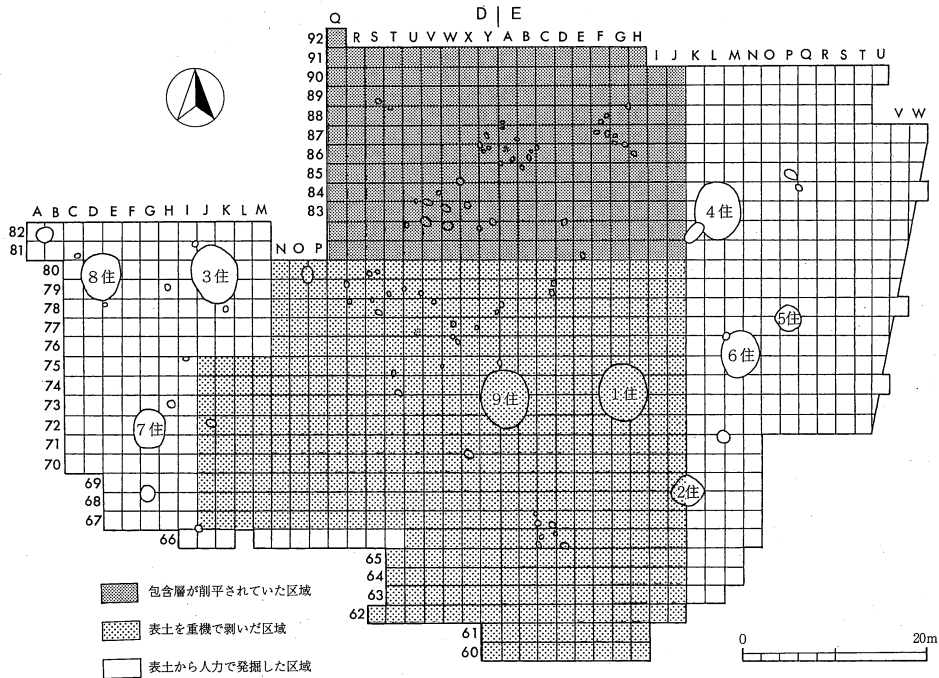 D | E
Q
92 R S T U V W X Y A B C D E F G H
91 I J K L M N O P Q R S T U
90
89
88
87 V W
86
85
84
83
4住
A B C D E F G H I J K L M
82
81 N O P
80
8住 3住
79
78
77 5住
76
6住
75
74
9住 1住
73
72
7住
71
70
69
68 2住
67
66
65
64
63
62
61
60
包含層が削平されていた区域
表土を重機で剥いだ区域
表土から人力で発掘した区域
0 20m